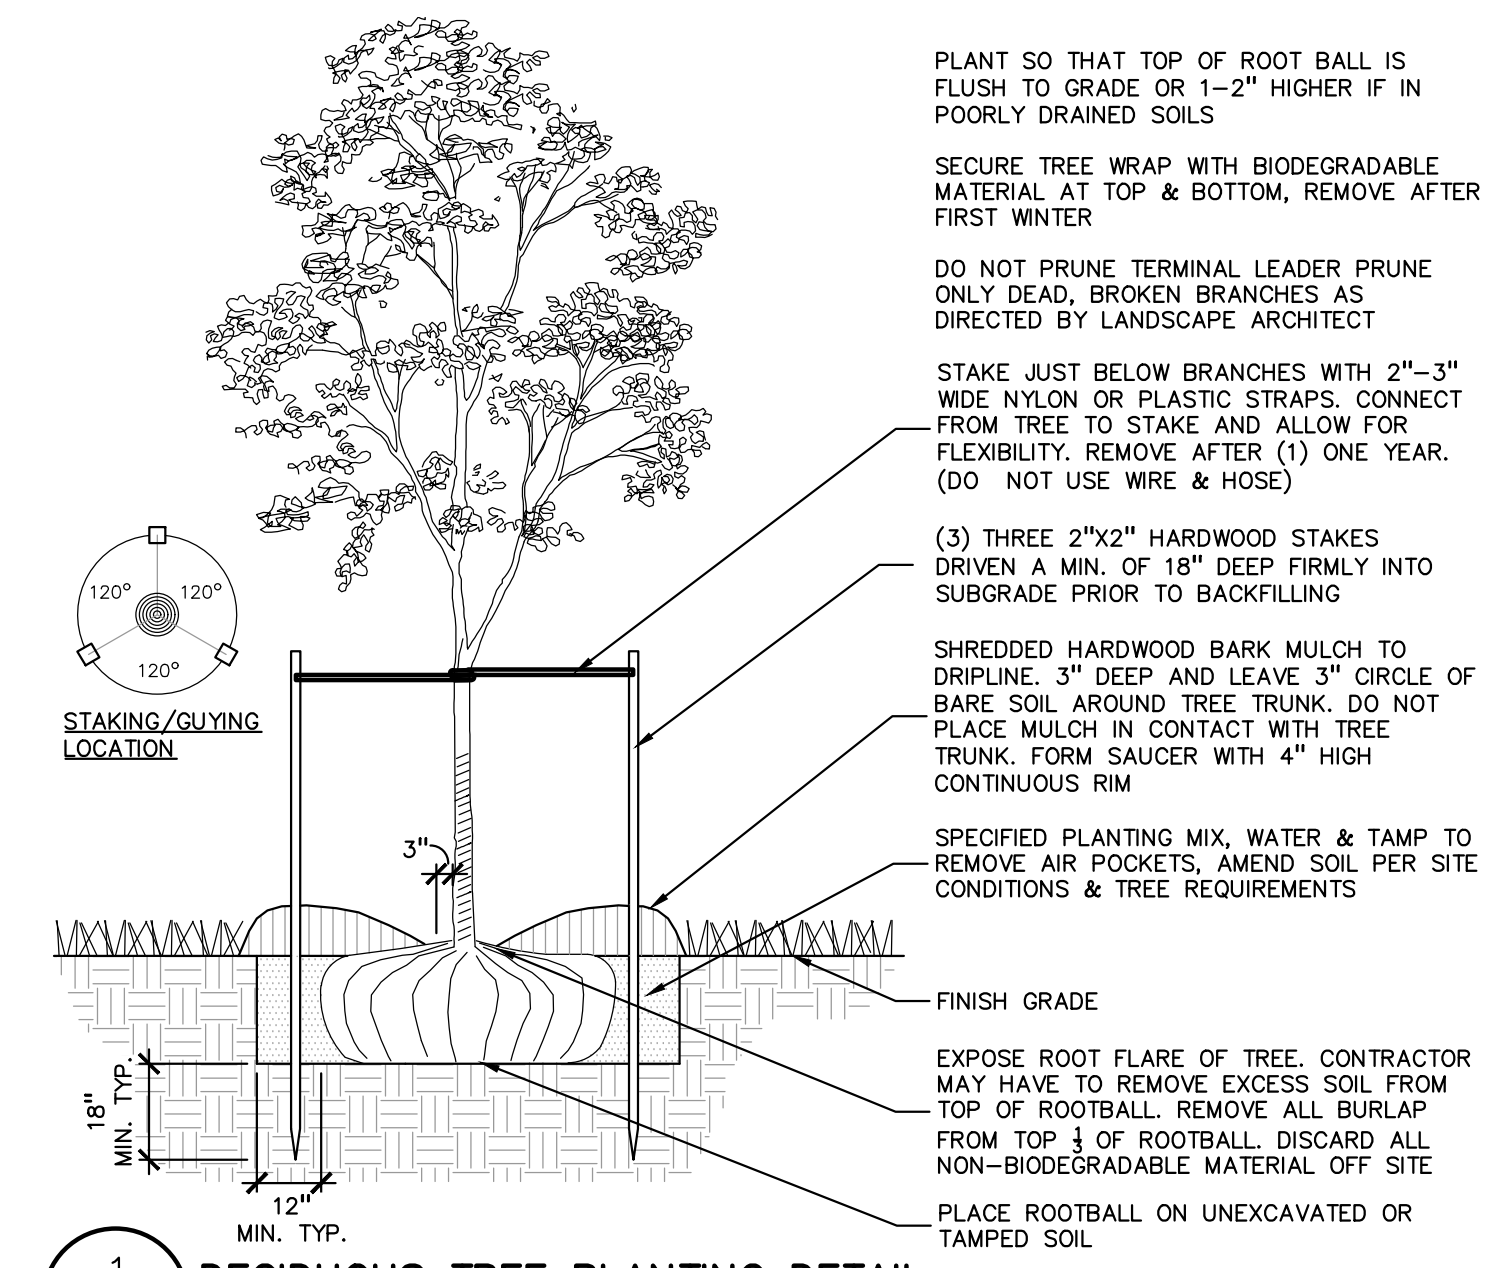 PLANT SO THAT TOP OF ROOT BALL IS
FLUSH TO GRADE OR 1-2" HIGHER IF IN
POORLY DRAINED SOILS
SECURE TREE WRAP WITH BIODEGRADABLE
MATERIAL AT TOP & BOTTOM, REMOVE AFTER
FIRST WINTER
DO NOT PRUNE TERMINAL LEADER PRUNE
ONLY DEAD, BROKEN BRANCHES AS
DIRECTED BY LANDSCAPE ARCHITECT
STAKE JUST BELOW BRANCHES WITH 2"-3"
WIDE NYLON OR PLASTIC STRAPS. CONNECT
FROM TREE TO STAKE AND ALLOW FOR
FLEXIBILITY. REMOVE AFTER (1) ONE YEAR.
(DO NOT USE WIRE & HOSE)
(3) THREE 2"X2" HARDWOOD STAKES
DRIVEN A MIN. OF 18" DEEP FIRMLY INTO
SUBGRADE PRIOR TO BACKFILLING
SHREDDED HARDWOOD BARK MULCH TO
DRIPLINE. 3" DEEP AND LEAVE 3" CIRCLE OF
BARE SOIL AROUND TREE TRUNK. DO NOT
PLACE MULCH IN CONTACT WITH TREE
TRUNK. FORM SAUCER WITH 4" HIGH
CONTINUOUS RIM
SPECIFIED PLANTING MIX, WATER & TAMP TO
REMOVE AIR POCKETS, AMEND SOIL PER SITE
CONDITIONS & TREE REQUIREMENTS
FINISH GRADE
EXPOSE ROOT FLARE OF TREE. CONTRACTOR
MAY HAVE TO REMOVE EXCESS SOIL FROM
TOP OF ROOTBALL. REMOVE ALL BURLAP
FROM TOP 1/3 OF ROOTBALL. DISCARD ALL
NON-BIODEGRADABLE MATERIAL OFF SITE
PLACE ROOTBALL ON UNEXCAVATED OR
TAMPED SOIL
120° 120°
120°
STAKING/GUYING
LOCATION
3"
18"
MIN. TYP.
12"
MIN. TYP.
1
DECIDUOUS TREE PLANTING DETAIL